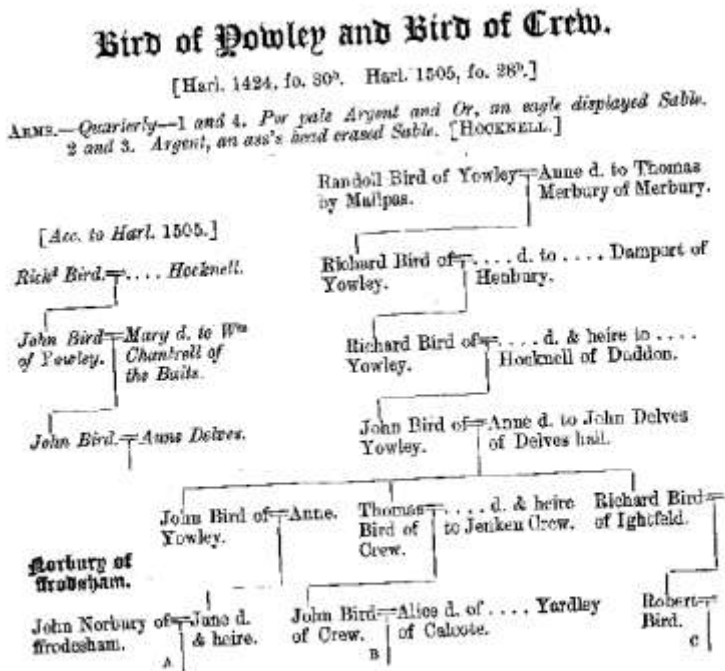 Bird of Yowley and Bird of Crew.
[Harl. 1424, fo. 30b. Harl. 1505, fo. 28b.]
ARMS.—Quarterly—1 and 4. Per pale Argent and Or, an eagle displayed Sable.
2 and 3. Argent, an ass's head erased Sable. [HOCKNELL.]
Randoll Bird of Yowley
by Mallpas.
Anne d. to Thomas
Merbury of Merbury.
[Acc. to Harl. 1505.]
Richd Bird.
.... Hocknell.
Richard Bird of
Yowley.
.... d. to .... Damport of
Henbury.
John Bird
of Yowley.
Mary d. to Wm
Chantrell of
the Baits.
Richard Bird of
Yowley.
.... d. & heire to ....
Hocknell of Duddon.
John Bird.
Anne Delves.
John Bird of
Yowley.
Anne d. to John Delves
of Delves hall.
John Bird of
Yowley.
Anne.
Thomas
Bird of
Crew.
.... d. & heire
to Jenken Crew.
Richard Bird
of Ightfeld.
Norbury of
ffrodsham.
John Norbury of
ffrodesham.
Jane d.
& heire.
John Bird
of Crew.
Alice d. of .... Yardley
of Calcote.
Robert
Bird.
A
B
C